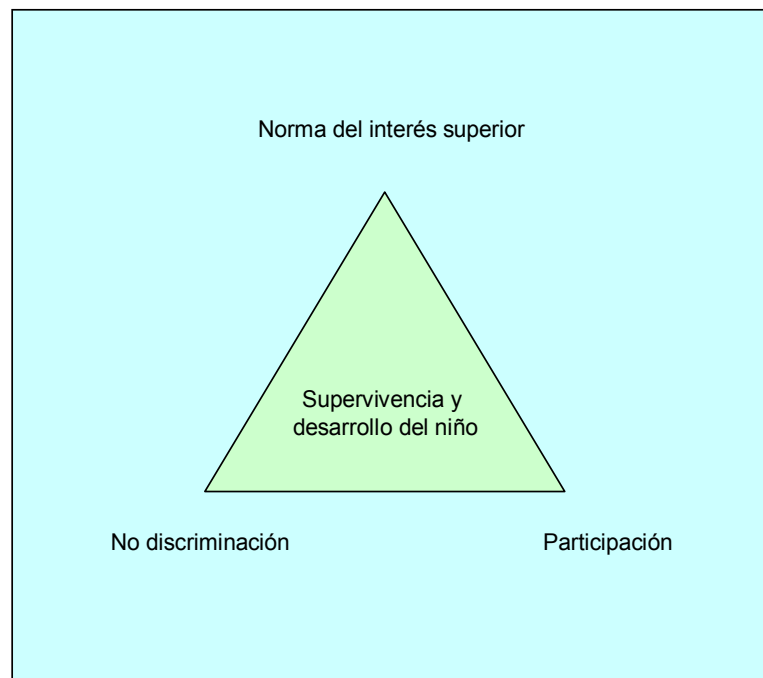 Norma del interés superior
Supervivencia y
desarrollo del niño
No discriminación
Participación